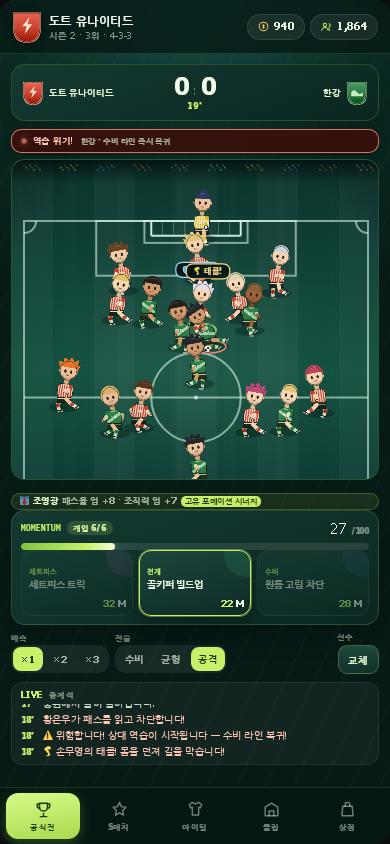 도트 유나이티드
시즌 2 · 3위 · 4-3-3
940
1,864
도트 유나이티드
0 : 0
한강
19'
역습 위기! 한강 - 수비 라인 즉시 복귀
태클!
조영광 패스율 업 +8 · 조직력 업 +7 고유 포메이션 시너지
MOMENTUM 개입 6/6
27 /100
세트피스
세트피스 트릭
32 M
전개
골키퍼 빌드업
22 M
수비
원톱 고립 차단
28 M
배속
전술
선수
×1 ×2 ×3
수비 균형 공격
교체
LIVE 중계석
18' 황은우가 패스를 읽고 차단합니다!
18' 위험합니다! 상대 역습이 시작됩니다 — 수비 라인 복귀!
18' 손무영의 태클! 몸을 던져 길을 막습니다!
공식전
5매치
마이팀
클럽
상점